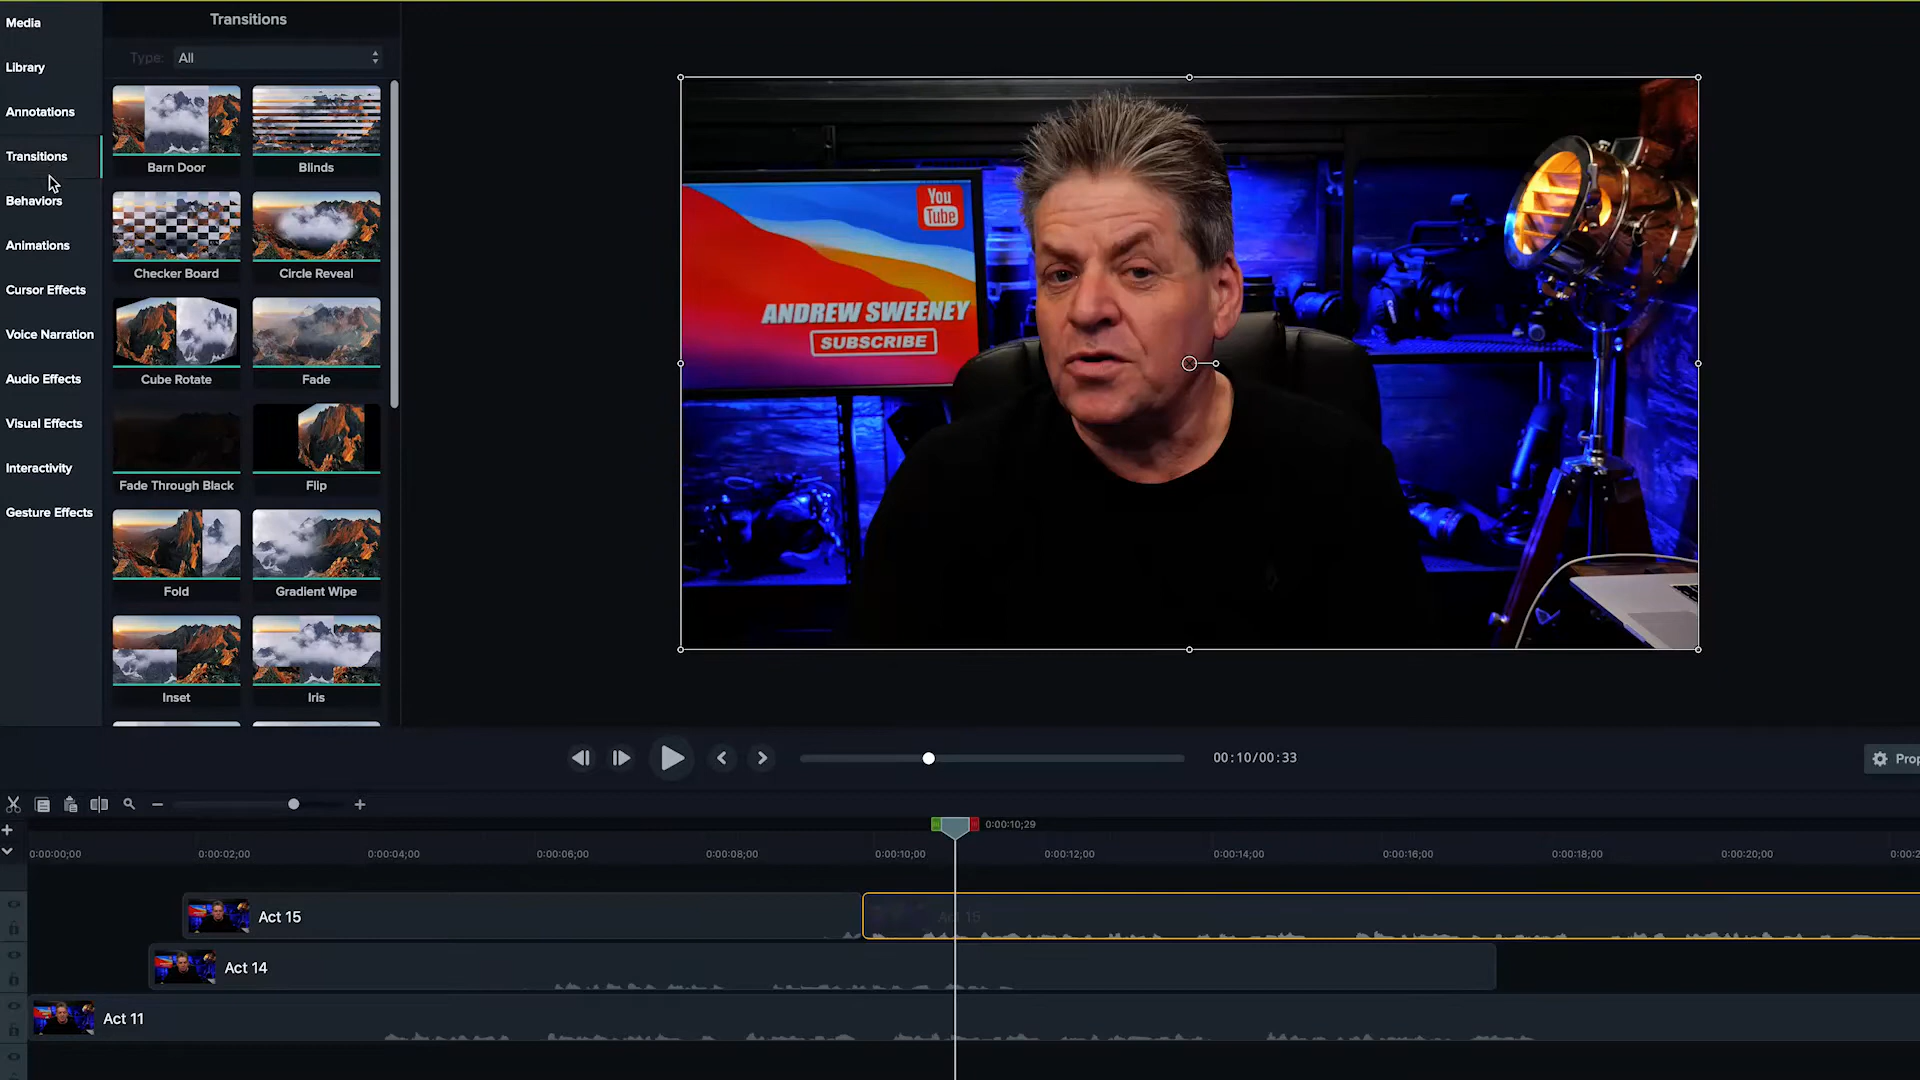 Media
Library
Annotations
Transitions
Behaviors
Animations
Cursor Effects
Voice Narration
Audio Effects
Visual Effects
Interactivity
Gesture Effects
Transitions
Type: All
Barn Door
Blinds
Checker Board
Circle Reveal
Cube Rotate
Fade
Fade Through Black
Flip
Fold
Gradient Wipe
Inset
Iris
You
Tube
ANDREW SWEENEY
SUBSCRIBE
00:10/00:33
Prop
0:00:10;29
0:00:00;00
0:00:02;00
0:00:04;00
0:00:06;00
0:00:08;00
0:00:10;00
0:00:12;00
0:00:14;00
0:00:16;00
0:00:18;00
0:00:20;00
0:00:2
Act 15
Act 15
Act 14
Act 11